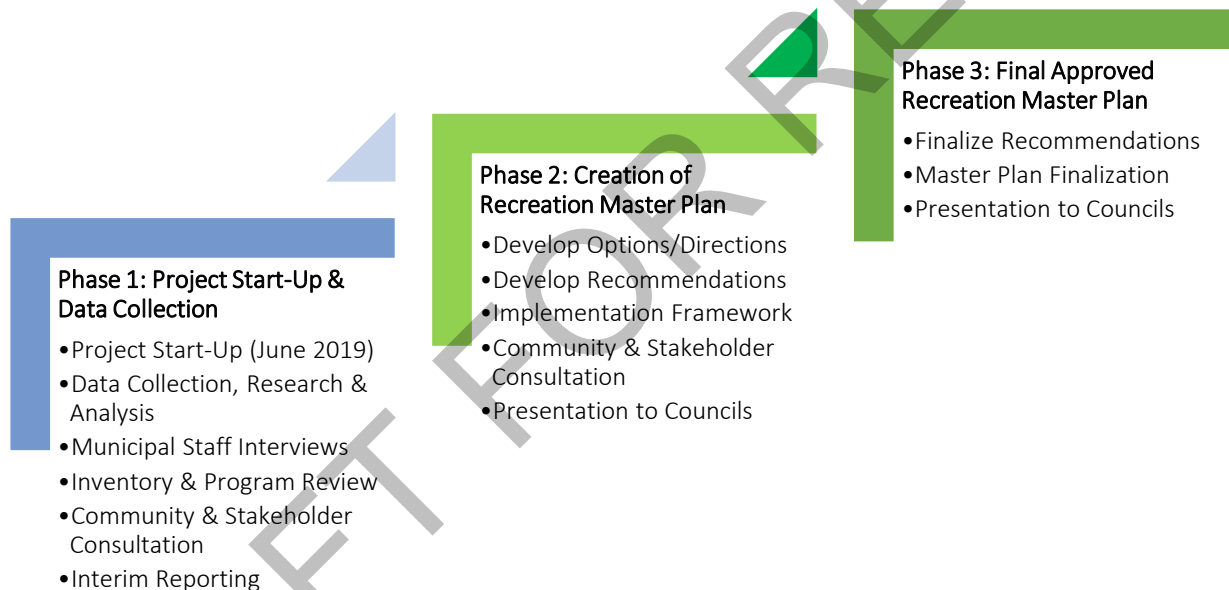 Phase 1: Project Start-Up &
Data Collection
•Project Start-Up (June 2019)
•Data Collection, Research &
Analysis
•Municipal Staff Interviews
•Inventory & Program Review
•Community & Stakeholder
Consultation
•Interim Reporting
Phase 2: Creation of
Recreation Master Plan
•Develop Options/Directions
•Develop Recommendations
•Implementation Framework
•Community & Stakeholder
Consultation
•Presentation to Councils
Phase 3: Final Approved
Recreation Master Plan
•Finalize Recommendations
•Master Plan Finalization
•Presentation to Councils
FT FOR RE